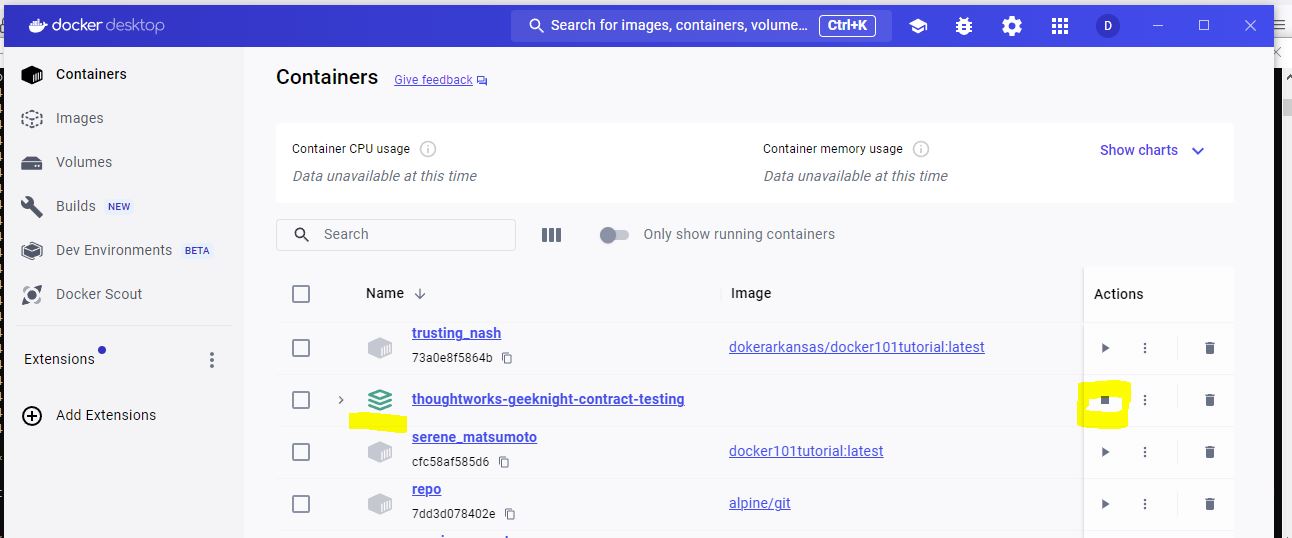 docker desktop
Search for images, containers, volume...
Ctrl+K
D
Containers
Images
Volumes
Builds NEW
Dev Environments BETA
Docker Scout
Extensions
Add Extensions
Containers Give feedback
Container CPU usage
Data unavailable at this time
Container memory usage
Data unavailable at this time
Show charts
Search
Only show running containers
Name Image Actions
trusting_nash
73a0e8f5864b
dokerarkansas/docker101tutorial:latest
thoughtworks-geeknight-contract-testing
serene_matsumoto
cfc58af585d6
docker101tutorial:latest
repo
7dd3d078402e
alpine/git